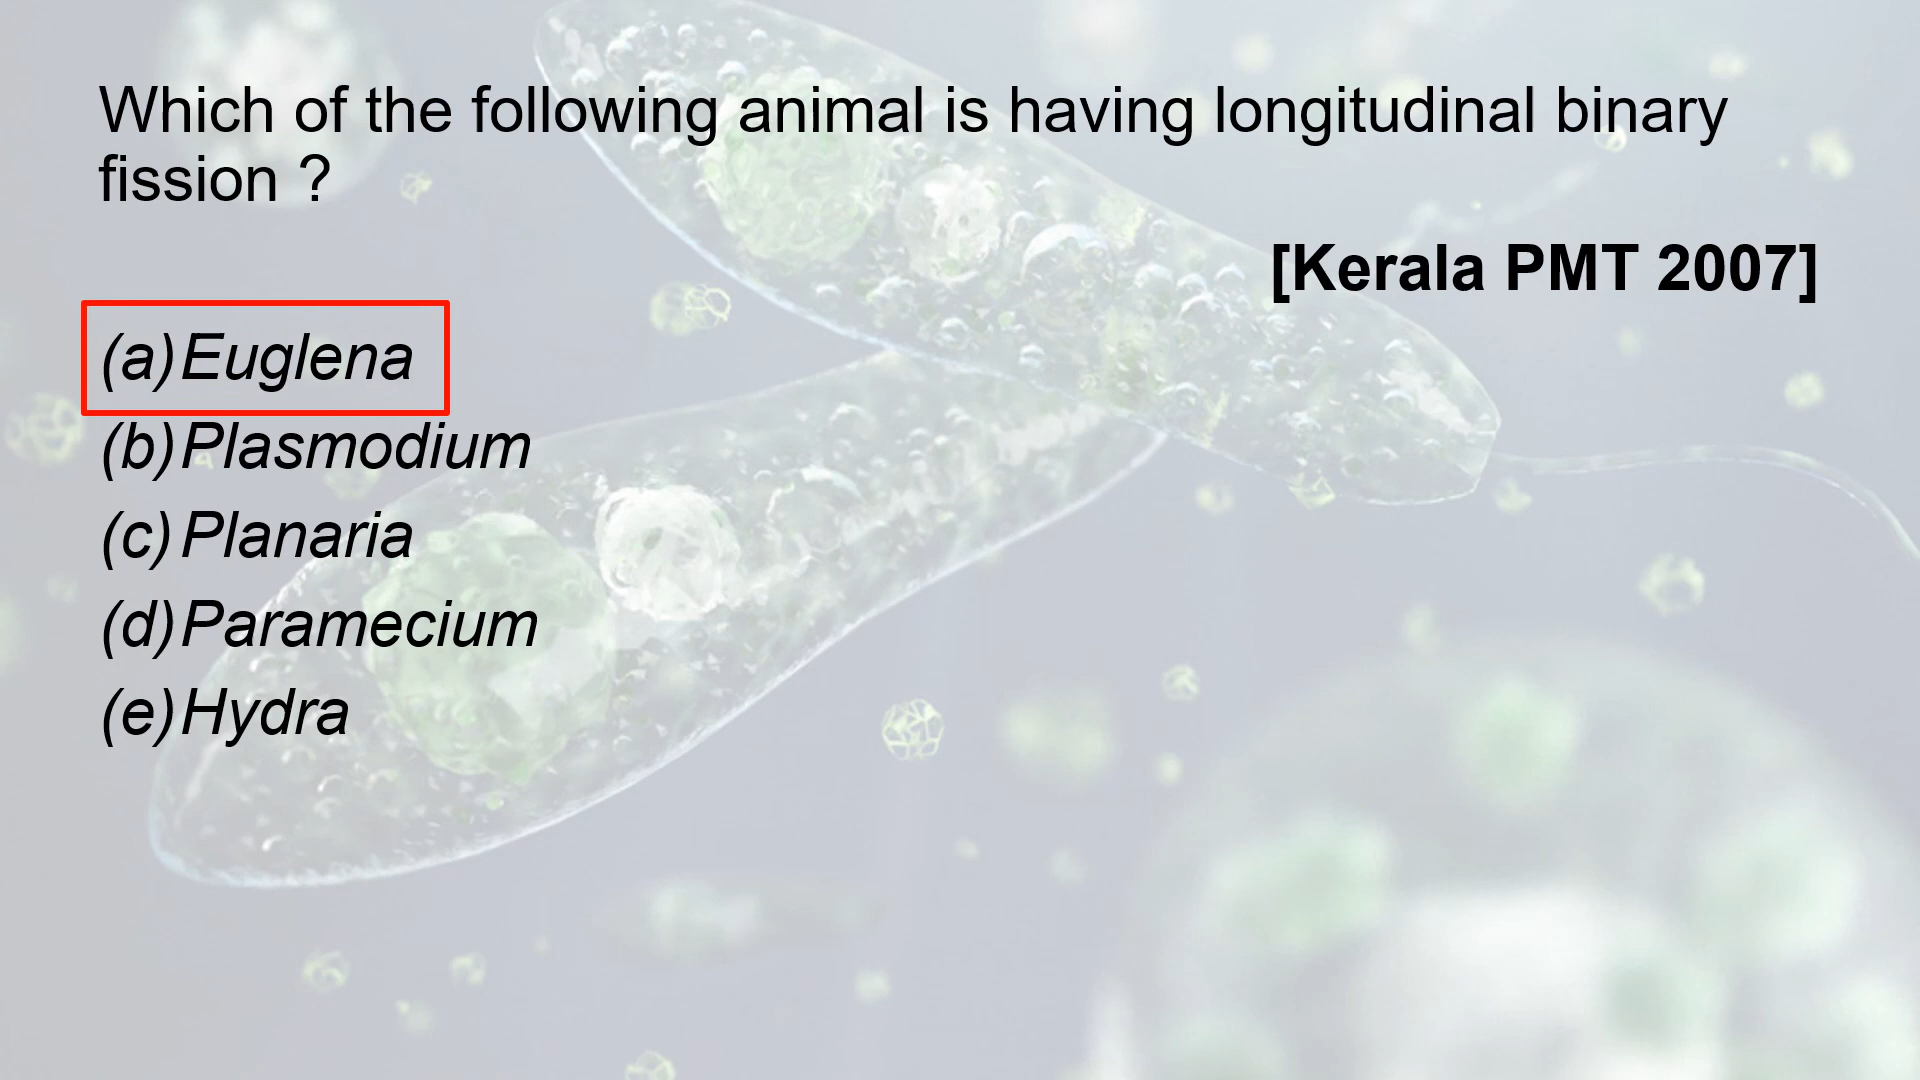 Which of the following animal is having longitudinal binary
fission ?
[Kerala PMT 2007]
(a) Euglena
(b) Plasmodium
(c) Planaria
(d) Paramecium
(e) Hydra